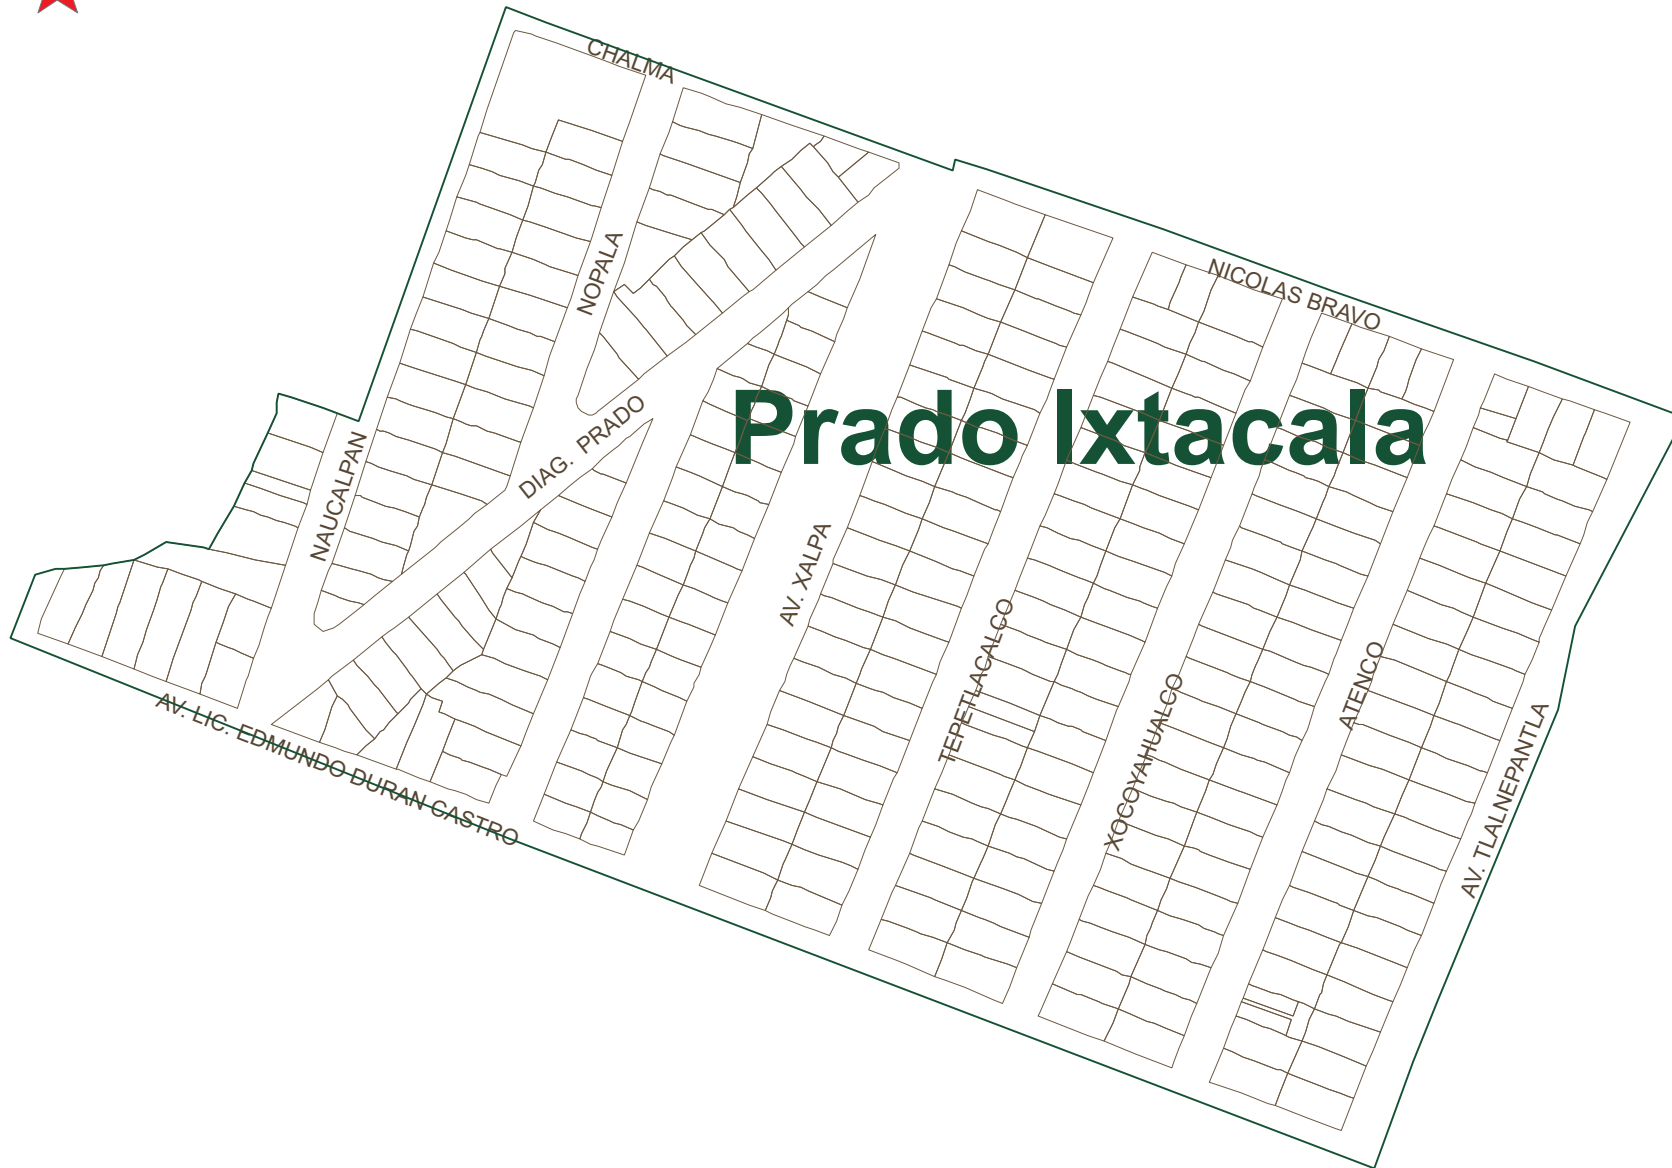 CHALMA
NICOLAS BRAVO
NOPALA
Prado Ixtacala
DIAG. PRADO
NAUCALPAN
AV. XALPA
TEPETLACALCO
XOCOYAHUALCO
ATENCO
AV. TLALNEPANTLA
AV. LIC. EDMUNDO DURAN CASTRO